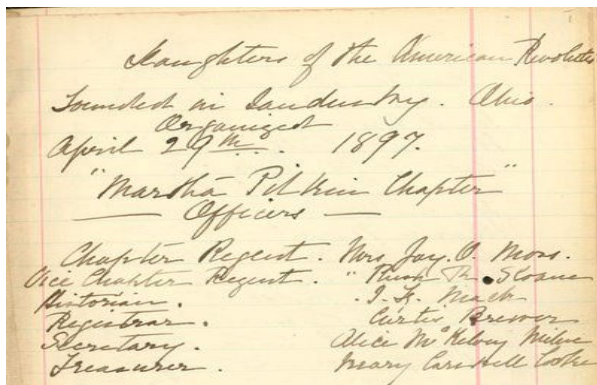 Daughters of the American Revolution
Founded in Sandusky. Ohio.
Organized
April 29th. 1897.
"Martha Pitkin Chapter"
Officers
Chapter Regent. Mrs Jay. O. Moss.
Vice Chapter Regent. " Rush R. Sloane
Historian. . I. F. Mack
Registrar. Curtis Brewer
Secretary. Alice McKelvey Milne
Treasurer. Mary Caswell Cooke